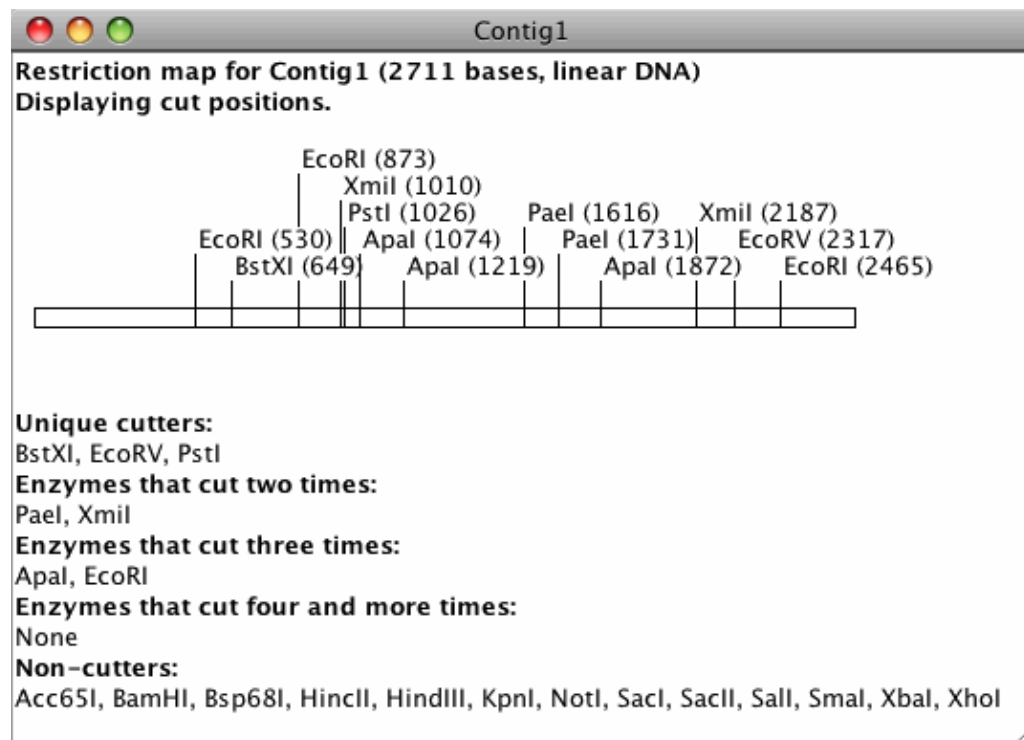 Contig1
Restriction map for Contig1 (2711 bases, linear DNA)
Displaying cut positions.
EcoRI (873)
XmiI (1010)
PstI (1026) PaeI (1616) XmiI (2187)
EcoRI (530) ApaI (1074) PaeI (1731) EcoRV (2317)
BstXI (649) ApaI (1219) ApaI (1872) EcoRI (2465)
Unique cutters:
BstXI, EcoRV, PstI
Enzymes that cut two times:
PaeI, XmiI
Enzymes that cut three times:
ApaI, EcoRI
Enzymes that cut four and more times:
None
Non-cutters:
Acc65I, BamHI, Bsp68I, HincII, HindIII, KpnI, NotI, SacI, SacII, SalI, SmaI, XbaI, XhoI